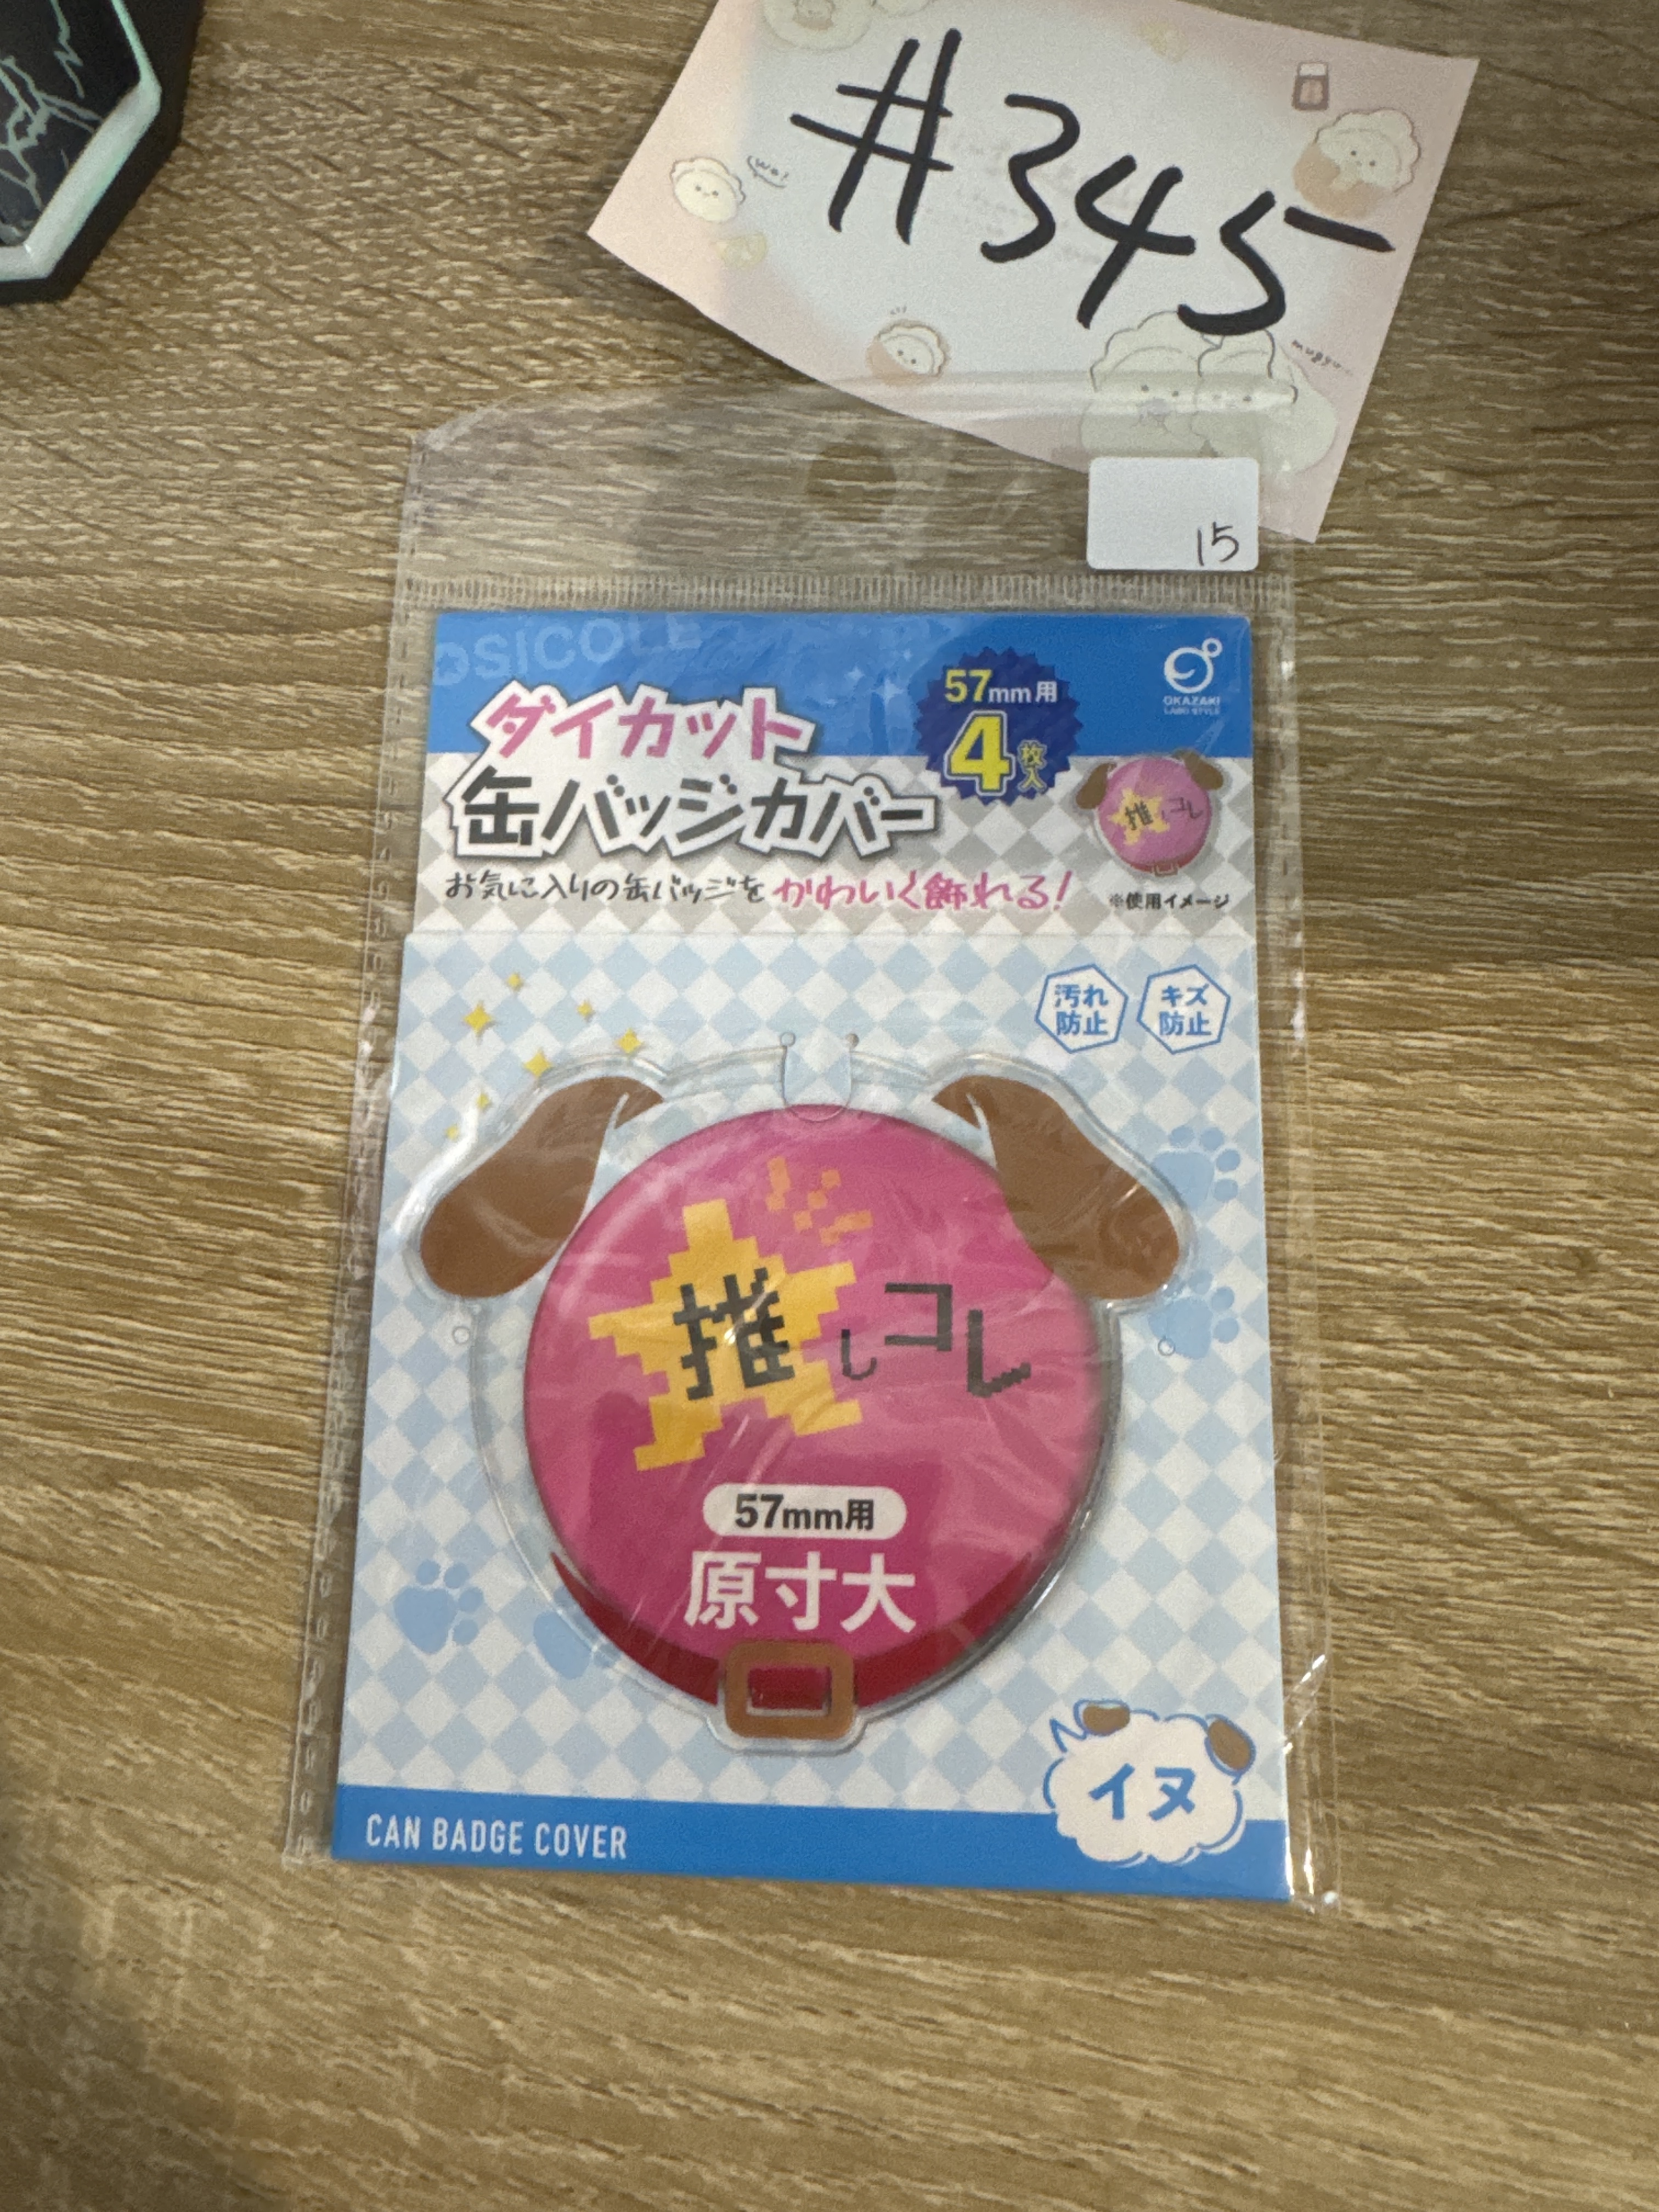 #345
wo!
mugyu...
15
OSICOLE
ダイカット
缶バッジカバー
57mm用
4枚入
OKAZAKI
LABO STYLE
推しコレ
お気に入りの缶バッジをかわいく飾れる!
※使用イメージ
汚れ
防止
キズ
防止
推しコレ
57mm用
原寸大
イヌ
CAN BADGE COVER